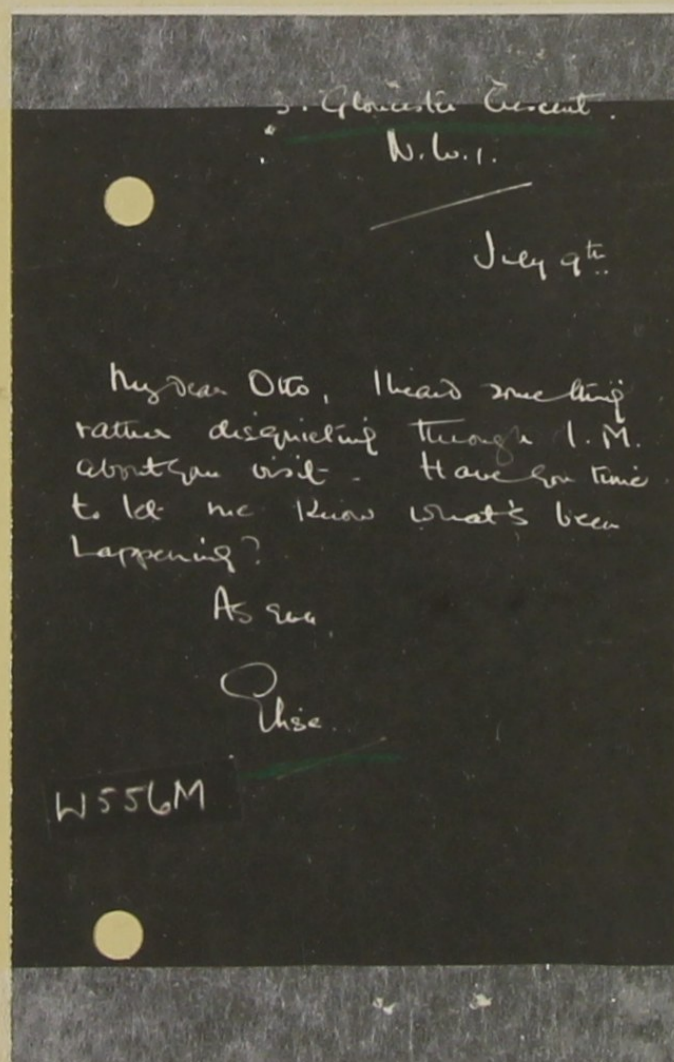 3. Gloucester Crescent.
N.W.1.
July 9th.
My dear Otto, I heard something
rather disquieting through I.M.
about your visit. Have you time
to let me know what's been
happening?
As ever,
W556M